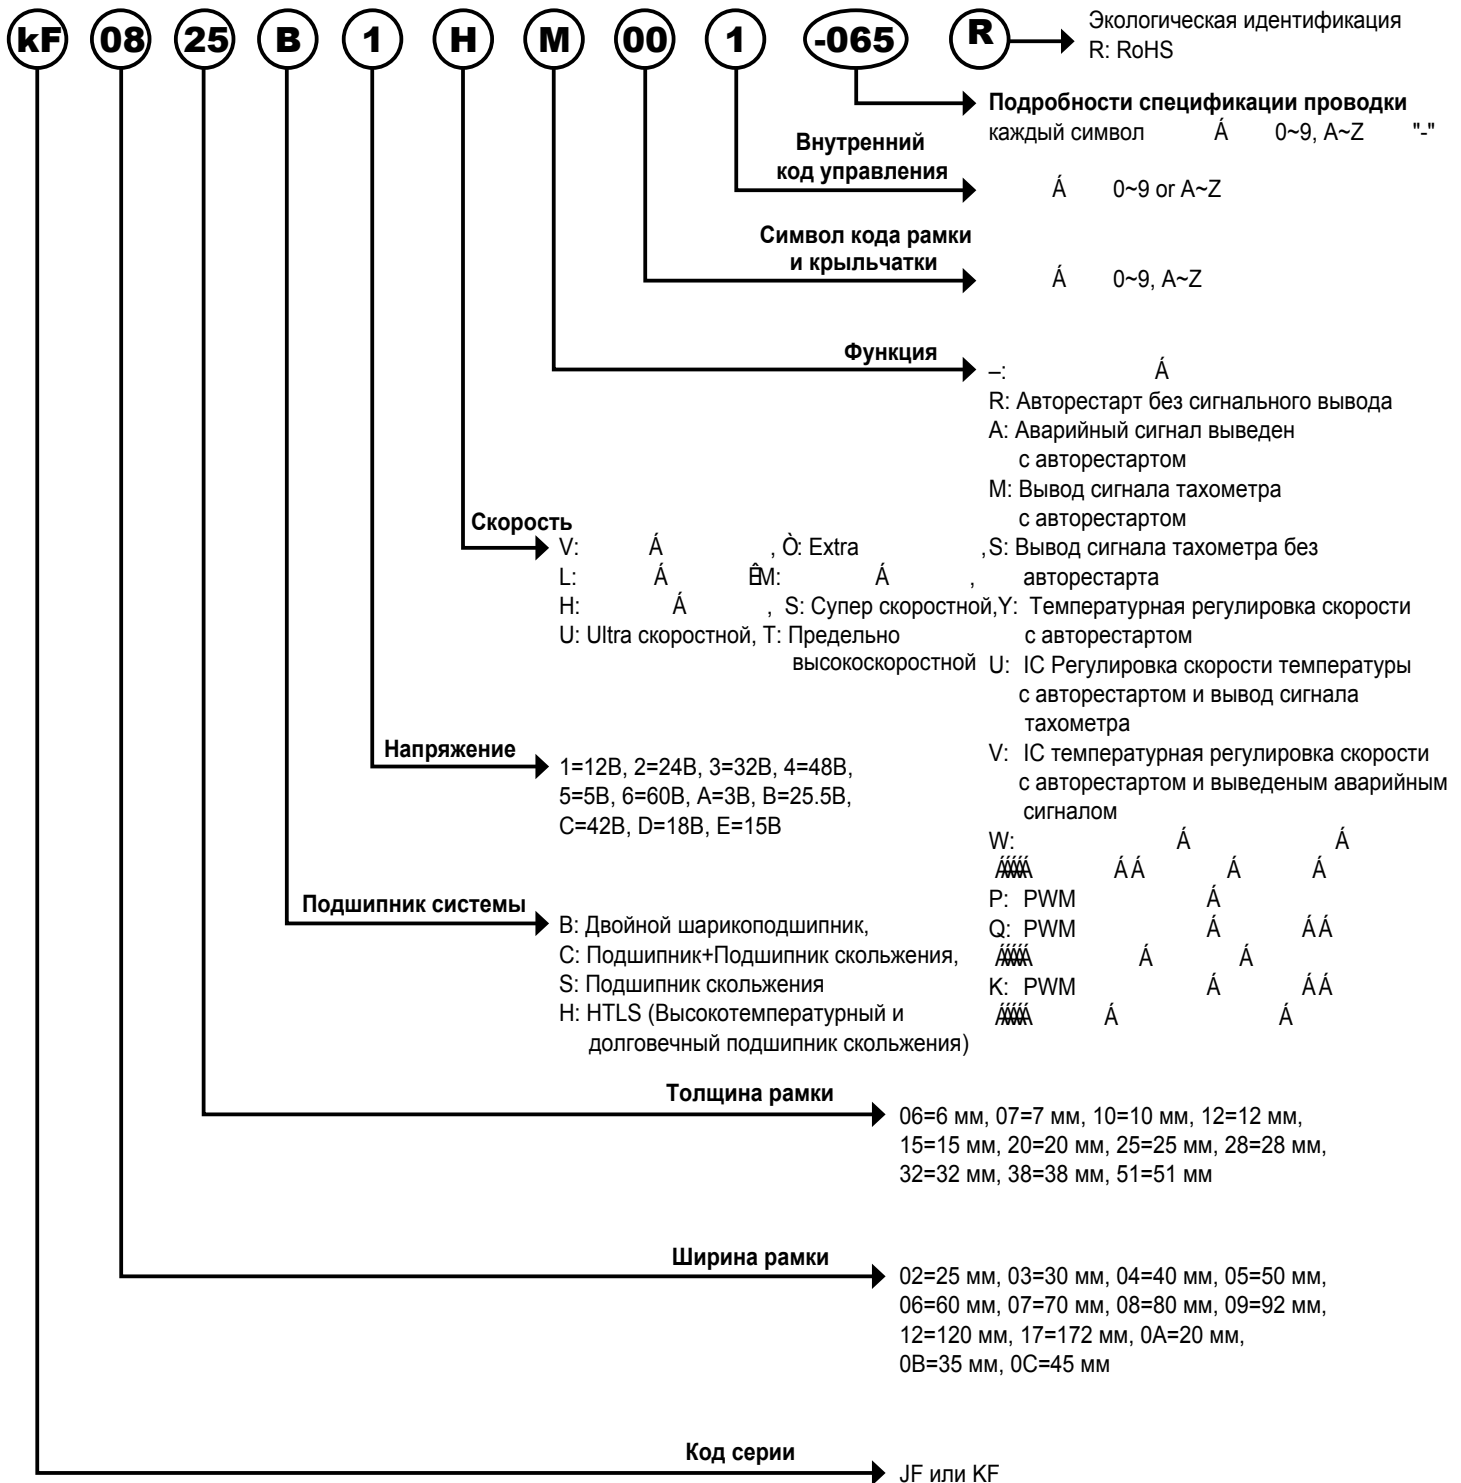 kF 08 25 B 1 H M 00 1 -065 R
Экологическая идентификация
R: RoHS
Подробности спецификации проводки
каждый символ Á 0~9, A~Z "-"
Внутренний
код управления
Á 0~9 or A~Z
Символ кода рамки
и крыльчатки
Á 0~9, A~Z
Функция
–: Á
R: Авторестарт без сигнального вывода
A: Аварийный сигнал выведен
с авторестартом
M: Вывод сигнала тахометра
с авторестартом
S: Вывод сигнала тахометра без
авторестарта
Y: Температурная регулировка скорости
с авторестартом
U: IC Регулировка скорости температуры
с авторестартом и вывод сигнала
тахометра
V: IC температурная регулировка скорости
с авторестартом и выведеным аварийным
сигналом
W: Á Á
Á Á Á Á Á
P: PWM Á
Q: PWM Á Á Á
Á Á Á
K: PWM Á Á Á
Á Á Á
Скорость
V: Á , Ò: Extra ,
L: Á M: Á ,
H: Á , S: Супер скоростной,
U: Ultra скоростной, T: Предельно
высокоскоростной
Напряжение
1=12В, 2=24В, 3=32В, 4=48В,
5=5В, 6=60В, A=3В, B=25.5В,
C=42В, D=18В, E=15В
Подшипник системы
B: Двойной шарикоподшипник,
C: Подшипник+Подшипник скольжения,
S: Подшипник скольжения
H: HTLS (Высокотемпературный и
долговечный подшипник скольжения)
Толщина рамки
06=6 мм, 07=7 мм, 10=10 мм, 12=12 мм,
15=15 мм, 20=20 мм, 25=25 мм, 28=28 мм,
32=32 мм, 38=38 мм, 51=51 мм
Ширина рамки
02=25 мм, 03=30 мм, 04=40 мм, 05=50 мм,
06=60 мм, 07=70 мм, 08=80 мм, 09=92 мм,
12=120 мм, 17=172 мм, 0A=20 мм,
0B=35 мм, 0C=45 мм
Код серии
JF или KF